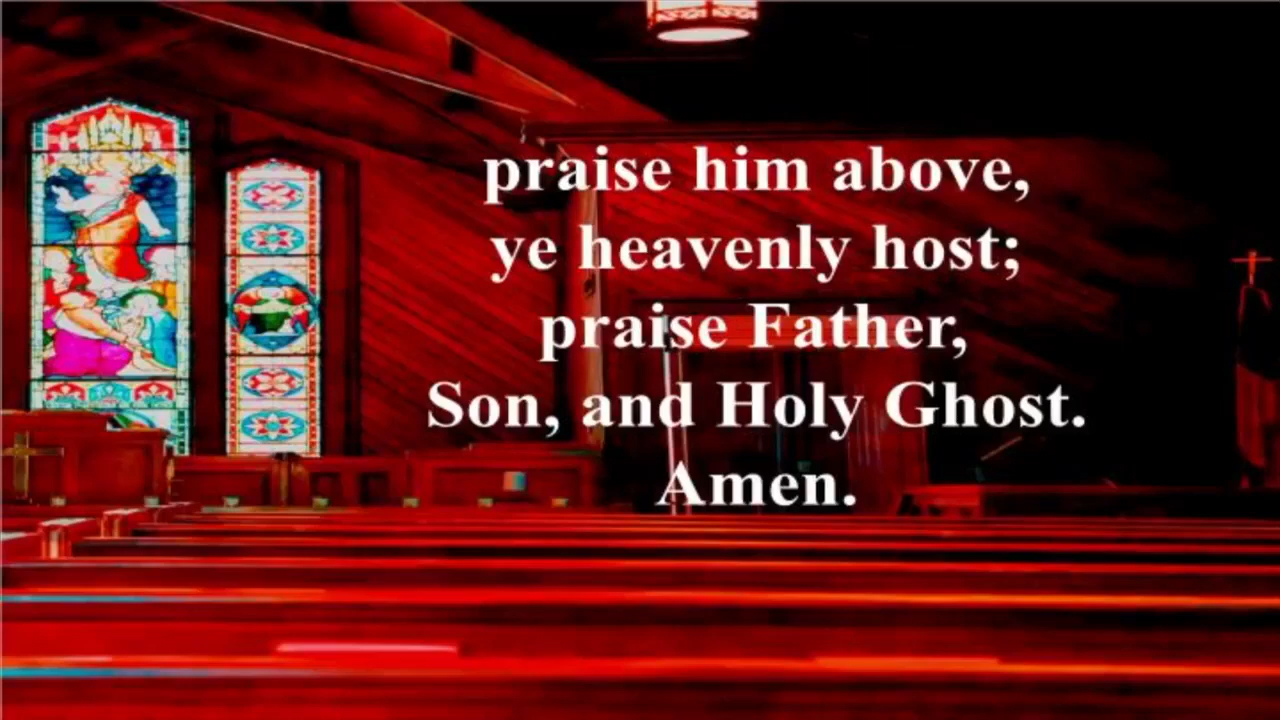 praise him above,
ye heavenly host;
praise Father,
Son, and Holy Ghost.
Amen.